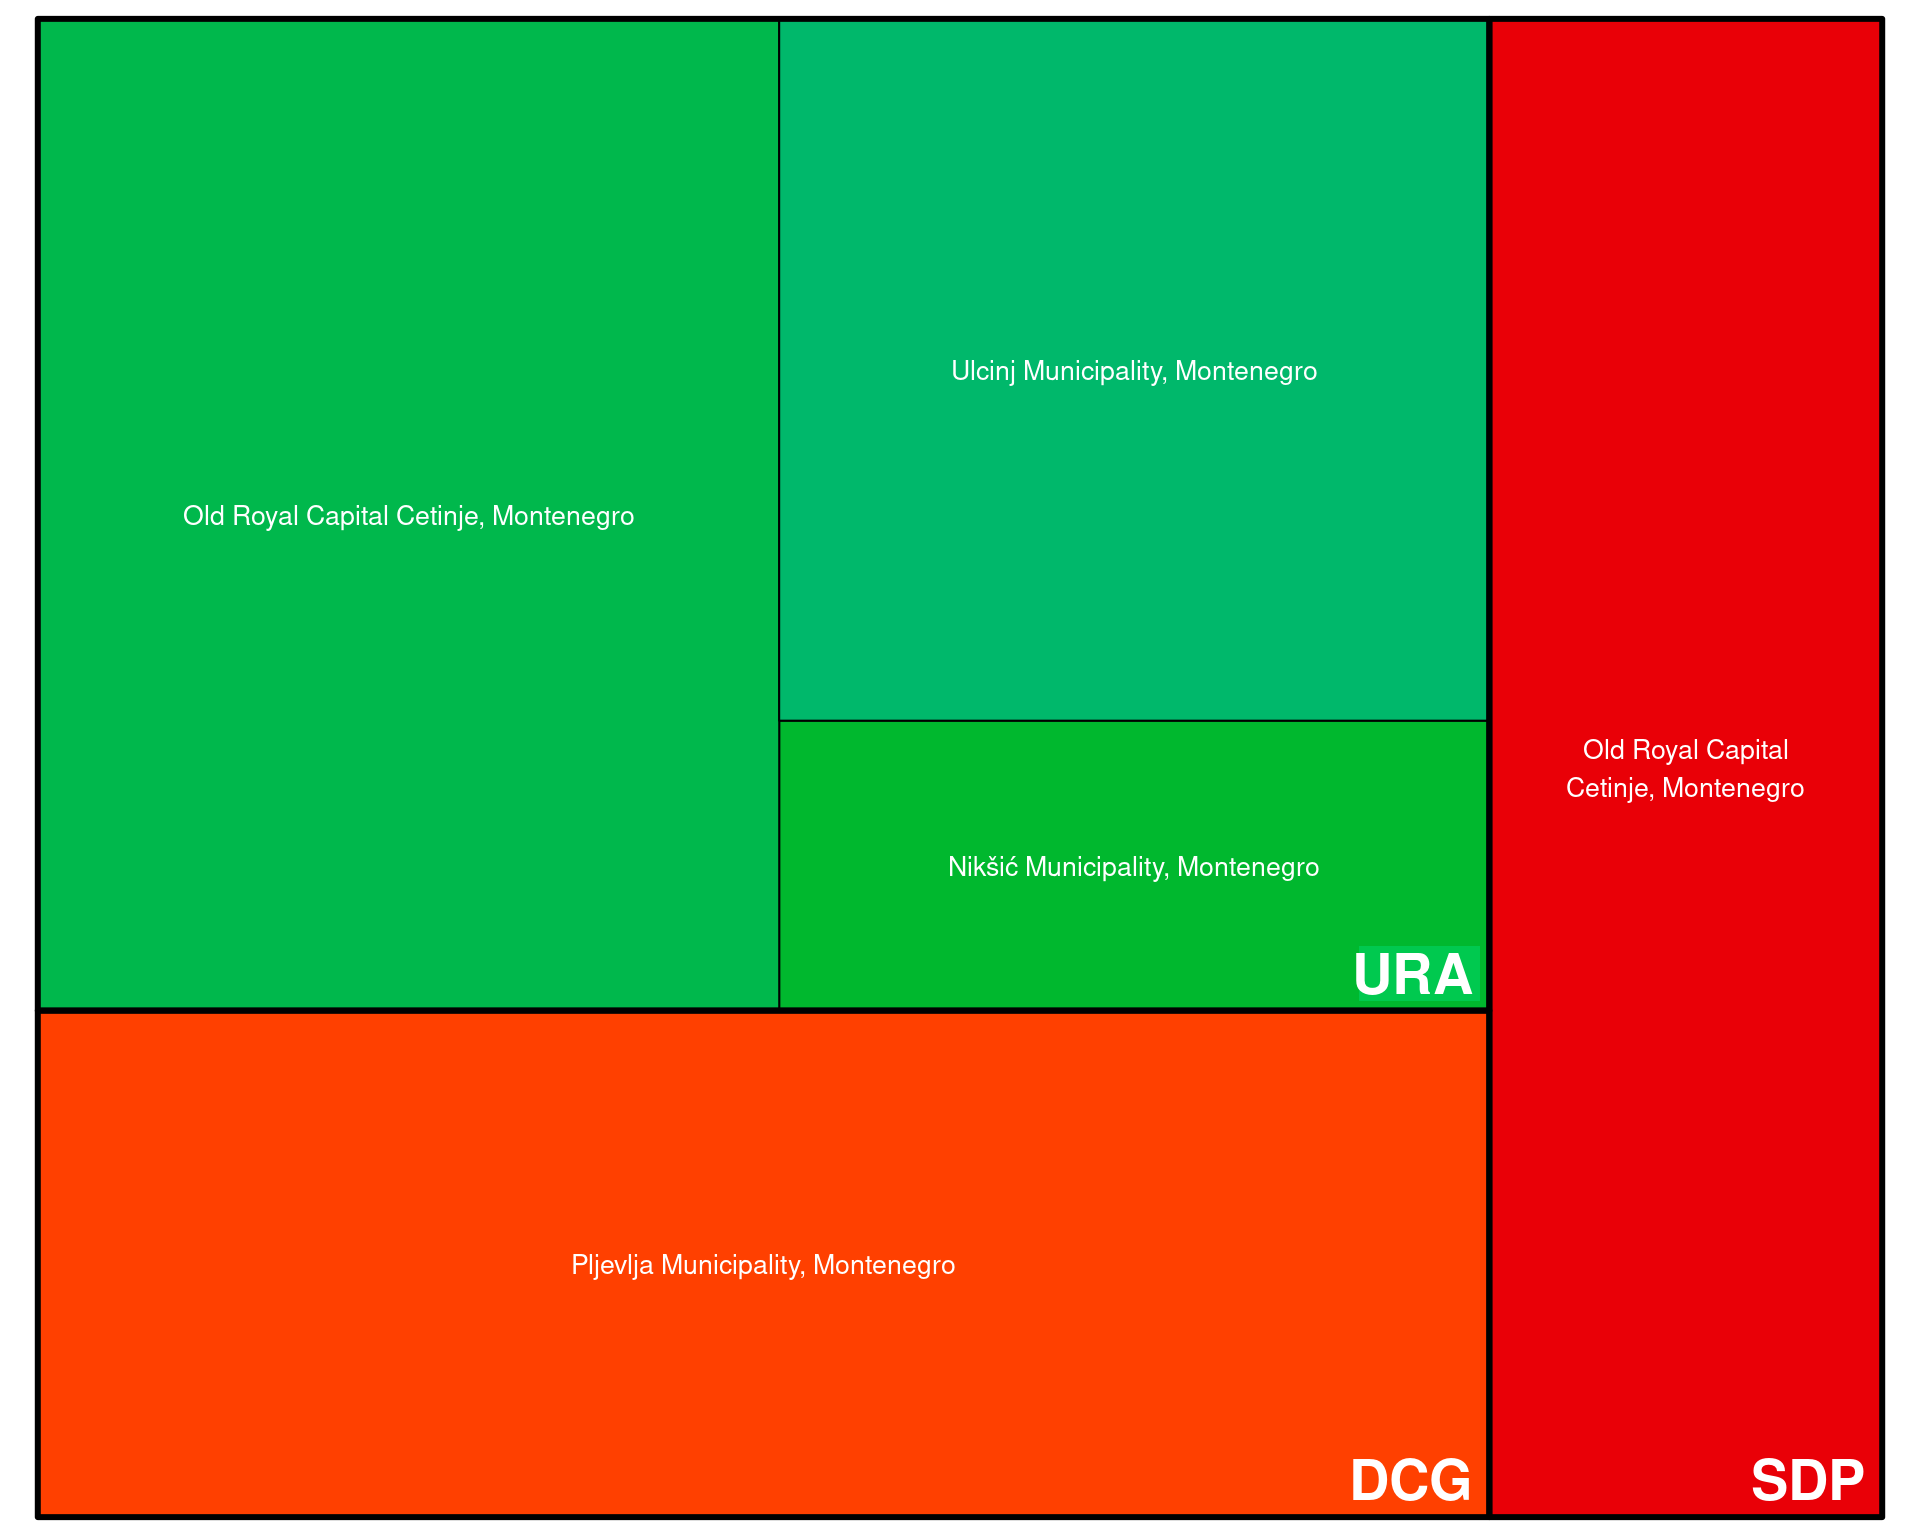 Old Royal Capital Cetinje, Montenegro
Ulcinj Municipality, Montenegro
Nikšić Municipality, Montenegro
URA
Pljevlja Municipality, Montenegro
DCG
Old Royal Capital
Cetinje, Montenegro
SDP